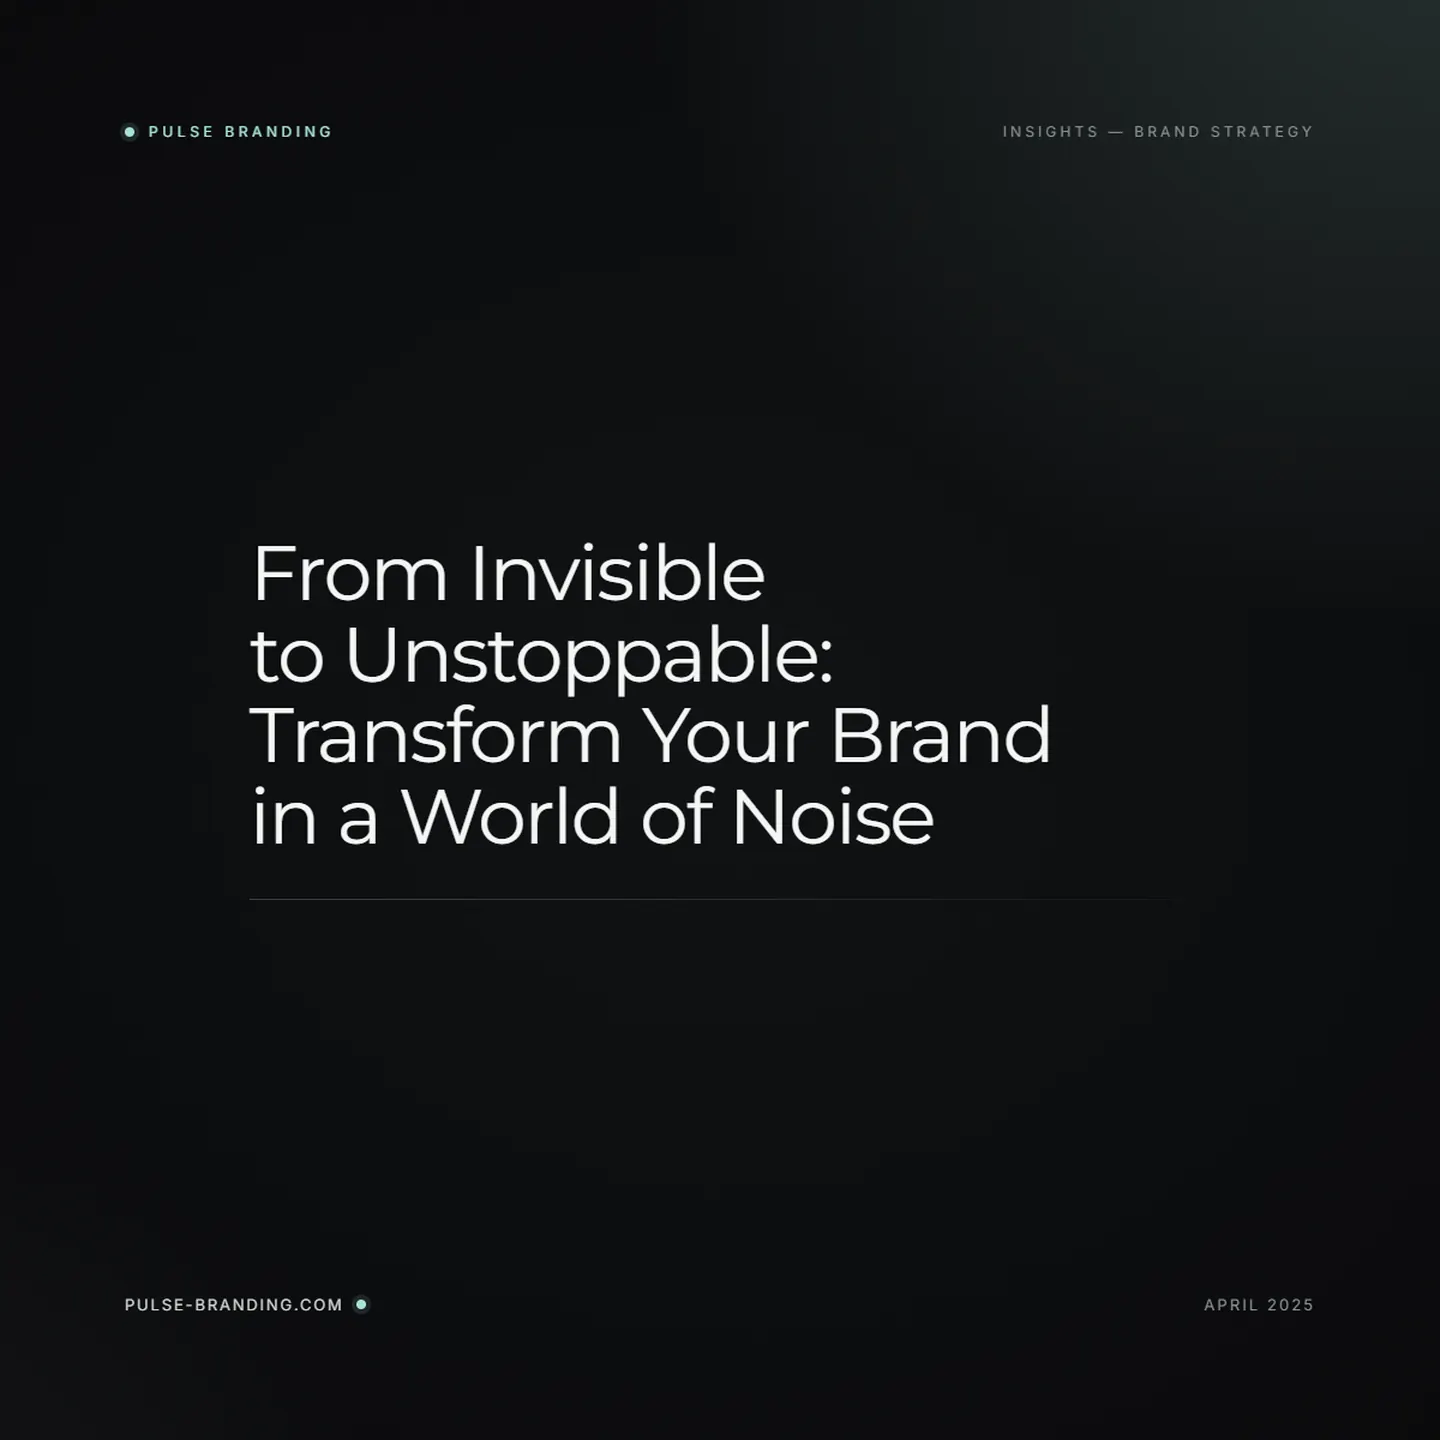 PULSE BRANDING
INSIGHTS — BRAND STRATEGY
From Invisible
to Unstoppable:
Transform Your Brand
in a World of Noise
PULSE-BRANDING.COM
APRIL 2025